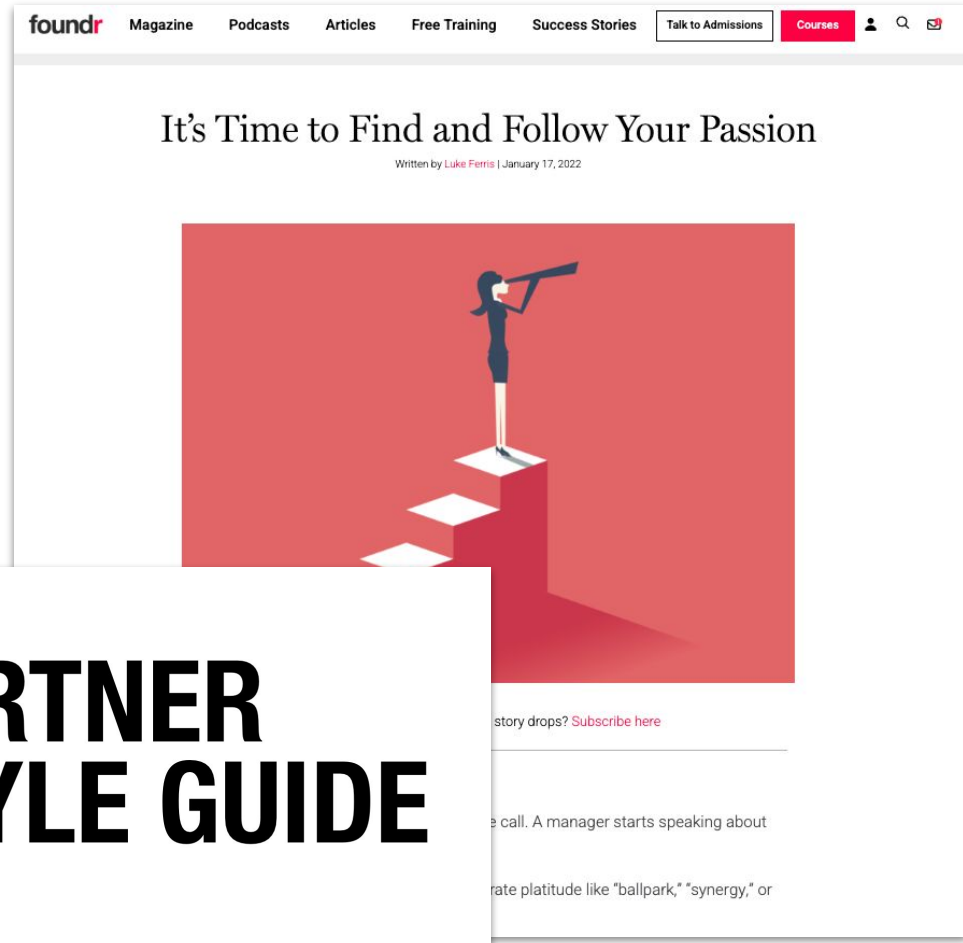 foundr Magazine Podcasts Articles Free Training Success Stories Talk to Admissions Courses
It's Time to Find and Follow Your Passion
Written by Luke Ferris | January 17, 2022
story drops? Subscribe here
call. A manager starts speaking about
platitude like "ballpark," "synergy," or
RTNER
YLE GUIDE